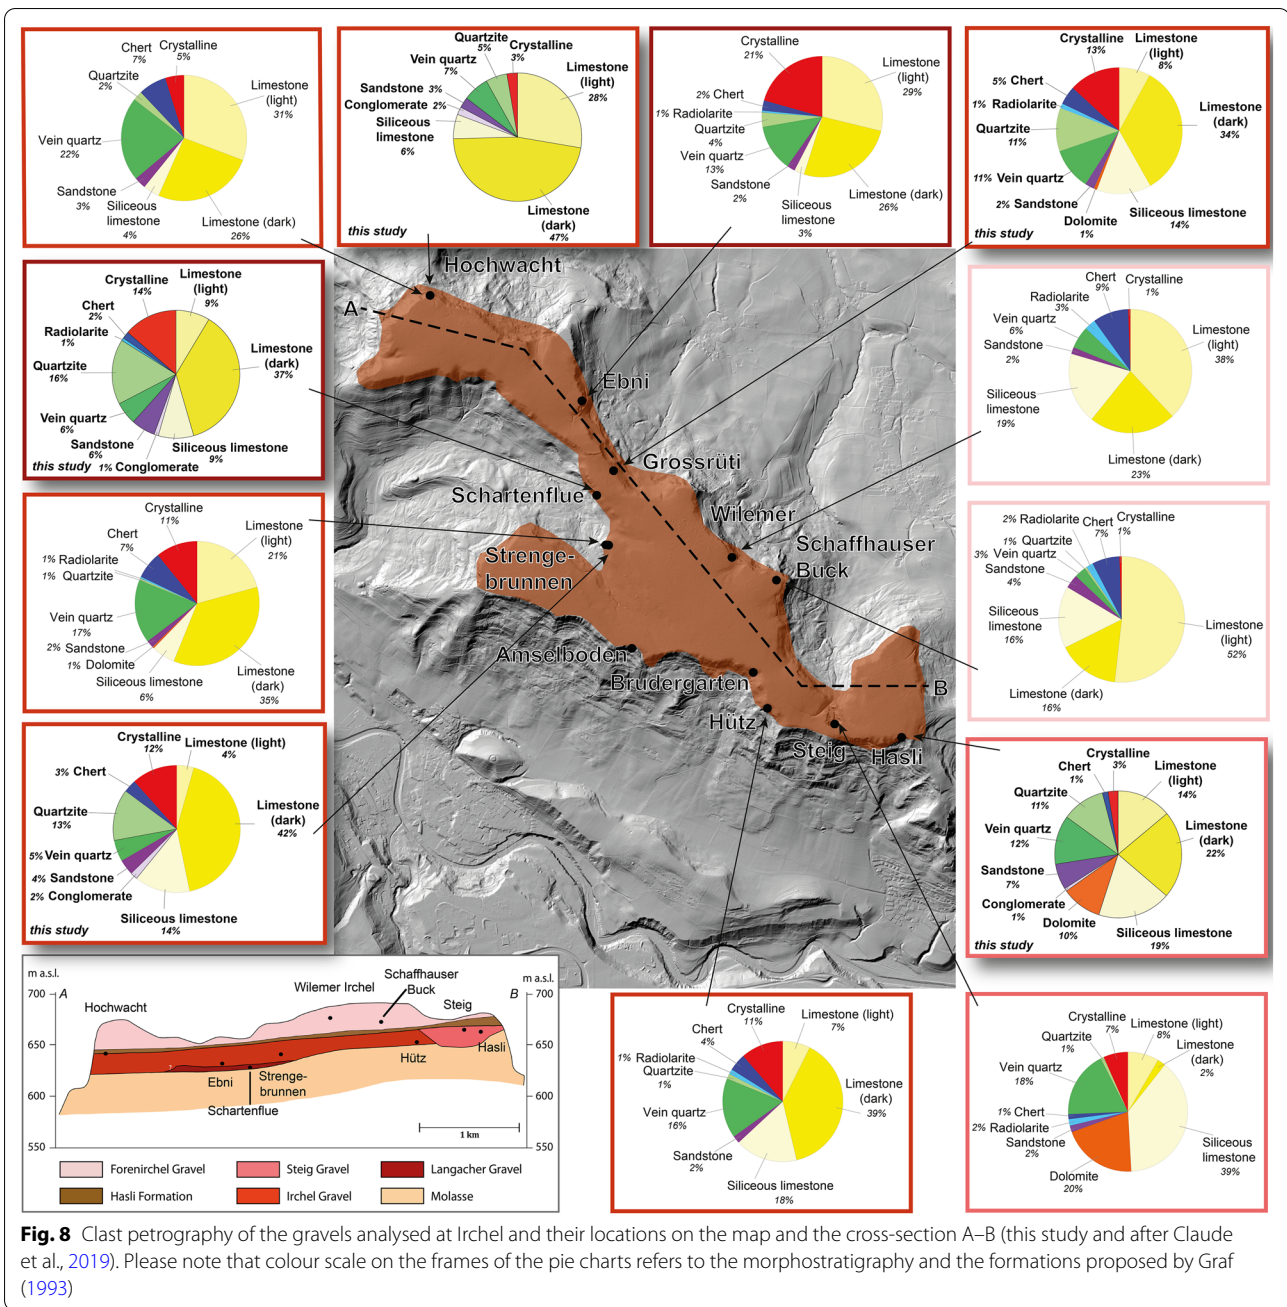 Chert
7%
Crystalline
5%
Quartzite
2%
Limestone
(light)
31%
Vein quartz
22%
Sandstone
3%
Siliceous
limestone
4%
Limestone (dark)
26%
Quartzite
5%
Crystalline
3%
Vein quartz
7%
Limestone
(light)
28%
Sandstone 3%
Conglomerate 2%
Siliceous
limestone
6%
Limestone
(dark)
47%
this study
Crystalline
21%
Limestone
(light)
29%
2% Chert
1% Radiolarite
Quartzite
4%
Vein quartz
13%
Sandstone
2%
Siliceous
limestone
3%
Limestone (dark)
26%
Crystalline
13%
Limestone
(light)
8%
5% Chert
1% Radiolarite
Quartzite
11%
Limestone
(dark)
34%
11% Vein quartz
2% Sandstone
Dolomite
1%
Siliceous limestone
14%
this study
Crystalline
14%
Limestone
(light)
9%
Chert
2%
Radiolarite
1%
Quartzite
16%
Limestone
(dark)
37%
Vein quartz
6%
Sandstone
6%
Siliceous limestone
9%
this study
1% Conglomerate
Chert
9%
Crystalline
1%
Radiolarite
3%
Vein quartz
6%
Sandstone
2%
Limestone
(light)
38%
Siliceous
limestone
19%
Limestone (dark)
23%
Crystalline
11%
Chert
7%
Limestone
(light)
21%
1% Radiolarite
1% Quartzite
Vein quartz
17%
2% Sandstone
1% Dolomite
Siliceous limestone
6%
Limestone
(dark)
35%
2% Radiolarite
Chert
7%
Crystalline
1%
1% Quartzite
3% Vein quartz
Sandstone
4%
Siliceous
limestone
16%
Limestone
(light)
52%
Limestone (dark)
16%
Crystalline
12%
Limestone (light)
4%
3% Chert
Quartzite
13%
Limestone
(dark)
42%
5% Vein quartz
4% Sandstone
2% Conglomerate
Siliceous limestone
14%
this study
Crystalline
3%
Chert
1%
Limestone
(light)
14%
Quartzite
11%
Vein quartz
12%
Limestone
(dark)
22%
Sandstone
7%
Conglomerate
1%
Dolomite
10%
Siliceous limestone
19%
this study
A
Hochwacht
Ebni
Grossrüti
Schartenflue
Wilemer
Schaffhauser
Buck
Strenge-
brunnen
Amselboden
Brudergarten
B
Hütz
Steig
Hasli
m a.s.l.
700
650
600
550
A
Hochwacht
Wilemer Irchel
Schaffhauser
Buck
Steig
B
m a.s.l.
700
650
600
550
?
Ebni
Strenge-
brunnen
Schartenflue
Hütz
Hasli
1 km
Forenirchel Gravel
Steig Gravel
Langacher Gravel
Hasli Formation
Irchel Gravel
Molasse
Crystalline
11%
Limestone (light)
7%
Chert
4%
1% Radiolarite
Quartzite
1%
Limestone
(dark)
39%
Vein quartz
16%
Sandstone
2%
Siliceous limestone
18%
Crystalline
7%
Limestone (light)
8%
Quartzite
1%
Limestone
(dark)
2%
Vein quartz
18%
1% Chert
2% Radiolarite
Sandstone
2%
Dolomite
20%
Siliceous
limestone
39%
Fig. 8 Clast petrography of the gravels analysed at Irchel and their locations on the map and the cross-section A–B (this study and after Claude
et al., 2019). Please note that colour scale on the frames of the pie charts refers to the morphostratigraphy and the formations proposed by Graf
(1993)